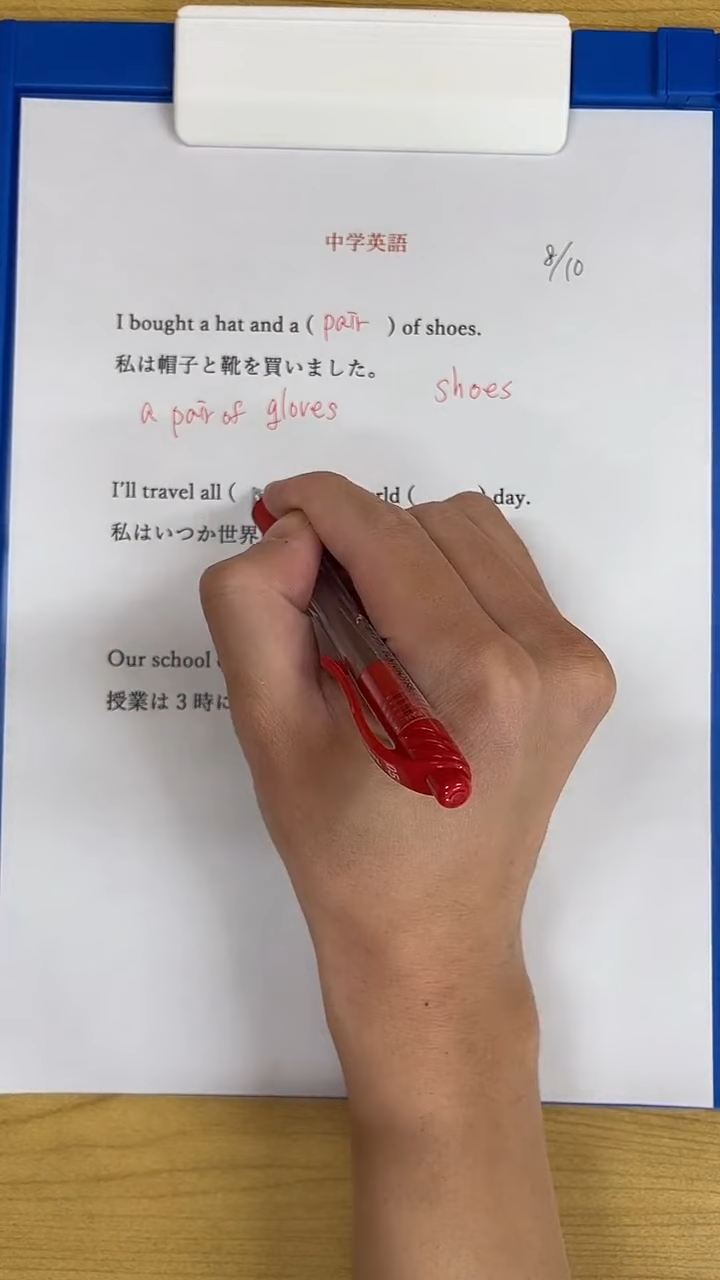 中学英語
8/10
I bought a hat and a ( pair ) of shoes.
私は帽子と靴を買いました。
shoes
a pair of gloves
I'll travel all ( ( ) day.
私はいつか世界
Our school
授業は3時に